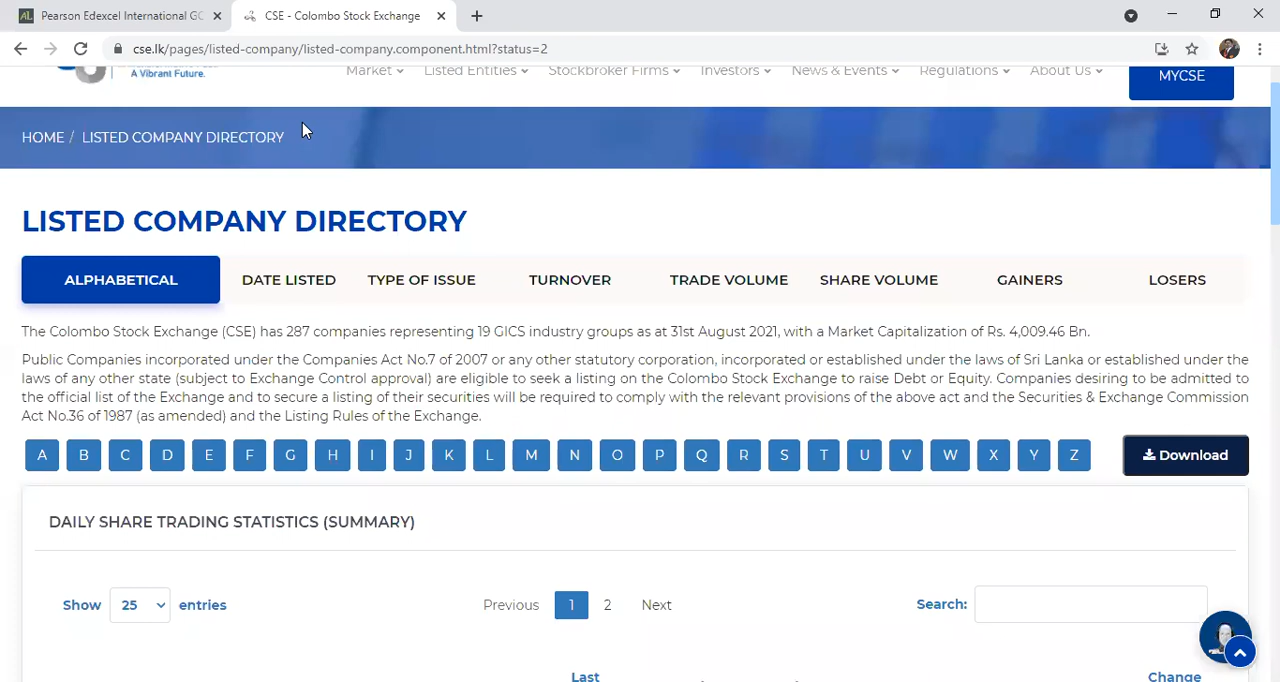 Pearson Edexcel International GC
CSE - Colombo Stock Exchange
cse.lk/pages/listed-company/listed-company.component.html?status=2
A Vibrant Future.
Market
Listed Entities
Stockbroker Firms
Investors
News & Events
Regulations
About Us
MYCSE
HOME / LISTED COMPANY DIRECTORY
LISTED COMPANY DIRECTORY
ALPHABETICAL DATE LISTED TYPE OF ISSUE TURNOVER TRADE VOLUME SHARE VOLUME GAINERS LOSERS
The Colombo Stock Exchange (CSE) has 287 companies representing 19 GICS industry groups as at 31st August 2021, with a Market Capitalization of Rs. 4,009.46 Bn.
Public Companies incorporated under the Companies Act No.7 of 2007 or any other statutory corporation, incorporated or established under the laws of Sri Lanka or established under the
laws of any other state (subject to Exchange Control approval) are eligible to seek a listing on the Colombo Stock Exchange to raise Debt or Equity. Companies desiring to be admitted to
the official list of the Exchange and to secure a listing of their securities will be required to comply with the relevant provisions of the above act and the Securities & Exchange Commission
Act No.36 of 1987 (as amended) and the Listing Rules of the Exchange.
A B C D E F G H I J K L M N O P Q R S T U V W X Y Z Download
DAILY SHARE TRADING STATISTICS (SUMMARY)
Show 25 entries Previous 1 2 Next Search:
Last Change